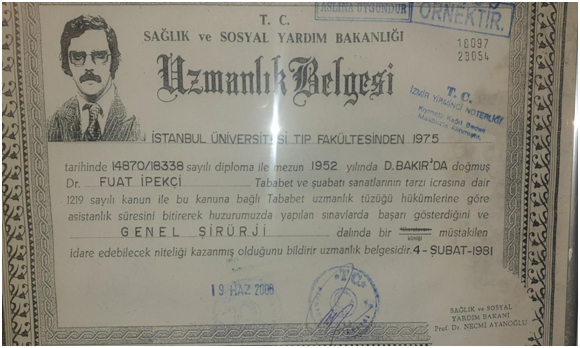 ASLINA UYGUNDUR
ÖRNEKTİR.
T. C.
SAĞLIK ve SOSYAL YARDIM BAKANLIĞI
18097
23054
Uzmanlık Belgesi
T. C.
İZMİR YİRMİNCİ NOTERLİĞİ
İSTANBUL ÜNİVERSİTESİ TIP FAKÜLTESİNDEN 1975
tarihinde 14870/18338 sayılı diploma ile mezun 1952. yılında D.BAKIR'DA doğmuş
Dr. FUAT İPEKÇİ Tababet ve şuabatı sanatlarının tarzı icrasına dair
1219 sayılı kanun ile bu kanuna bağlı Tababet uzmanlık tüzüğü hükümlerine göre
asistanlık süresini bitirerek huzurumuzda yapılan sınavlarda başarı gösterdiğini ve
GENEL ŞİRÜRJİ dalında bir müstakilen
idare edebilecek niteliği kazanmış olduğunu bildirir uzmanlık belgesidir. 4-ŞUBAT-1981
19 HAZ 2008
T.C.
SAĞLIK ve SOSYAL
YARDIM BAKANI
Prof. Dr. NECMİ AYANOĞLU